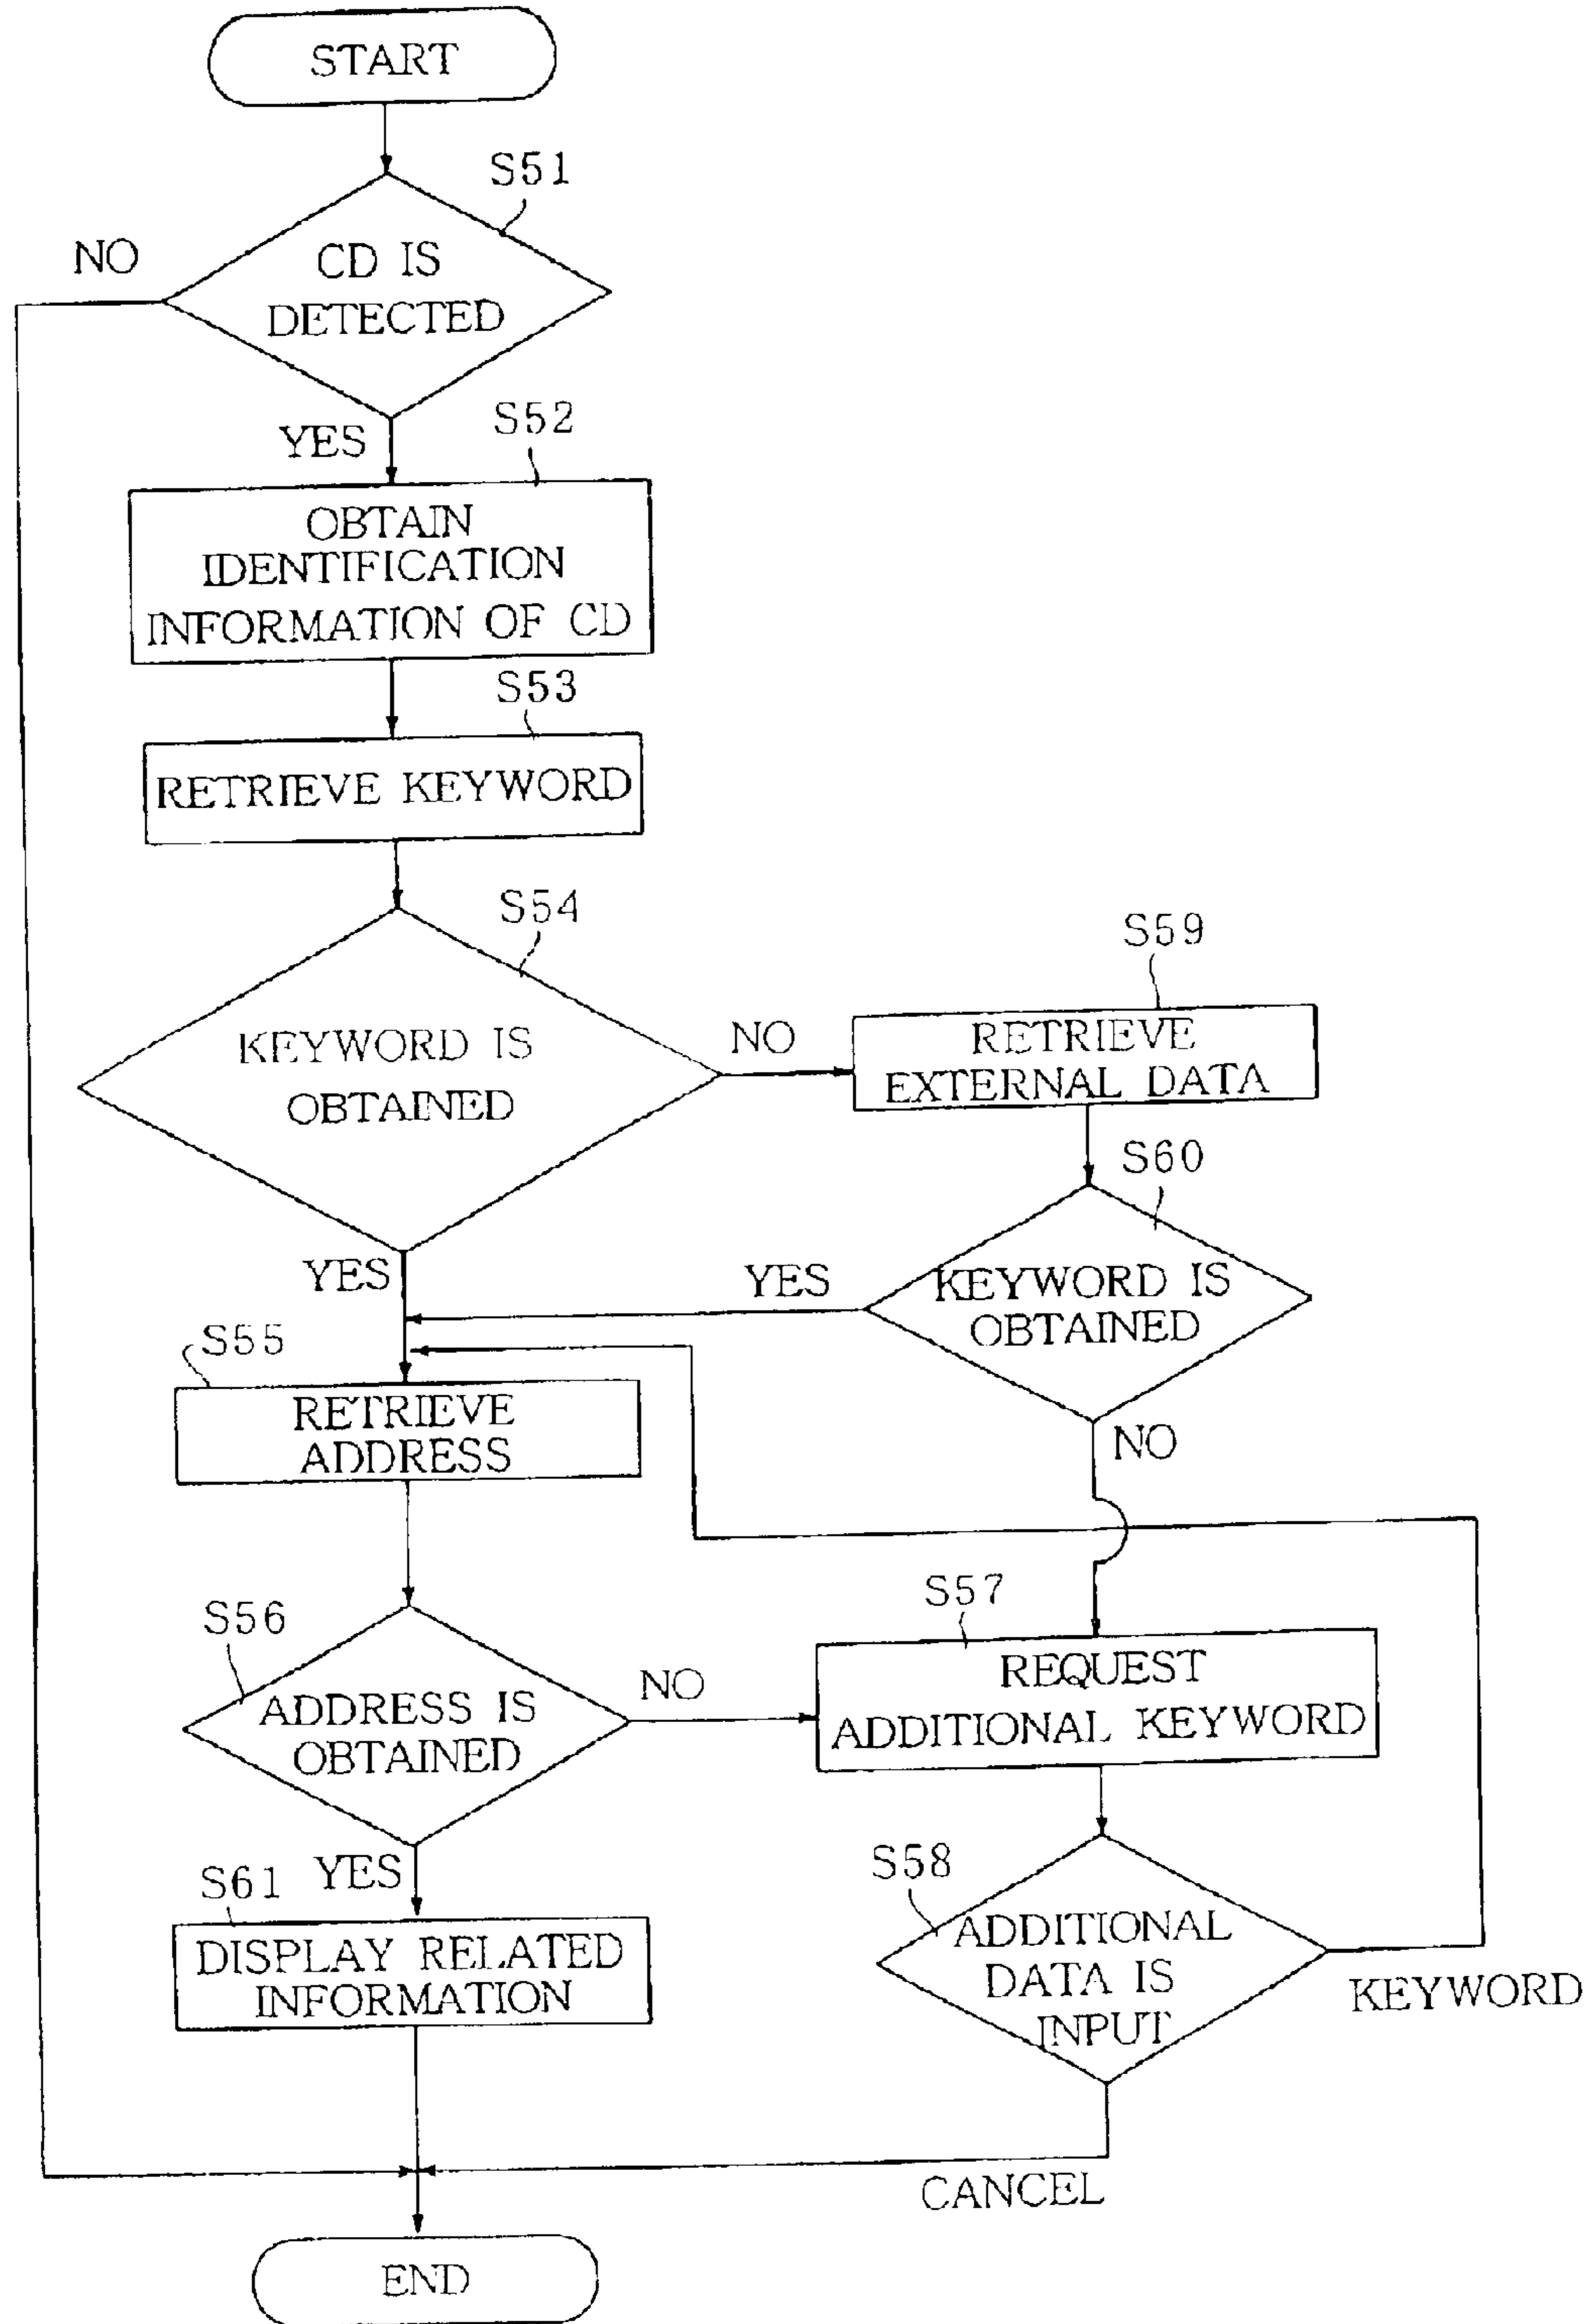 START
S51
NO
CD IS
DETECTED
YES
S52
OBTAIN
IDENTIFICATION
INFORMATION OF CD
S53
RETRIEVE KEYWORD
S54
KEYWORD IS
OBTAINED
NO
S59
RETRIEVE
EXTERNAL DATA
S60
KEYWORD IS
OBTAINED
YES
YES
S55
RETRIEVE
ADDRESS
NO
S56
ADDRESS IS
OBTAINED
NO
S57
REQUEST
ADDITIONAL KEYWORD
YES
S61
DISPLAY RELATED
INFORMATION
S58
ADDITIONAL
DATA IS
INPUT
KEYWORD
CANCEL
END